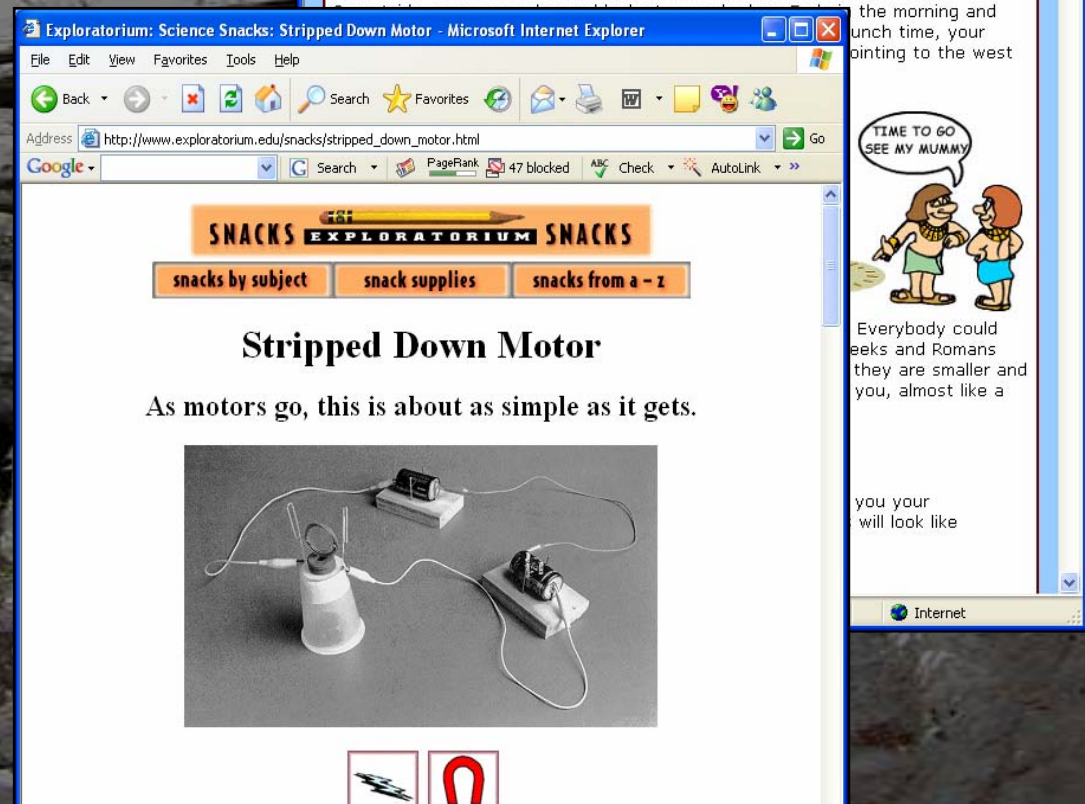 Exploratorium: Science Snacks: Stripped Down Motor - Microsoft Internet Explorer
File Edit View Favorites Tools Help
Back Search Favorites
Address http://www.exploratorium.edu/snacks/stripped_down_motor.html Go
Google Search PageRank 47 blocked ABC Check AutoLink »
SNACKS EXPLORATORIUM SNACKS
snacks by subject snack supplies snacks from a – z
Stripped Down Motor
As motors go, this is about as simple as it gets.
the morning and
unch time, your
ointing to the west
TIME TO GO
SEE MY MUMMY
Everybody could
eeks and Romans
they are smaller and
you, almost like a
you your
will look like
Internet